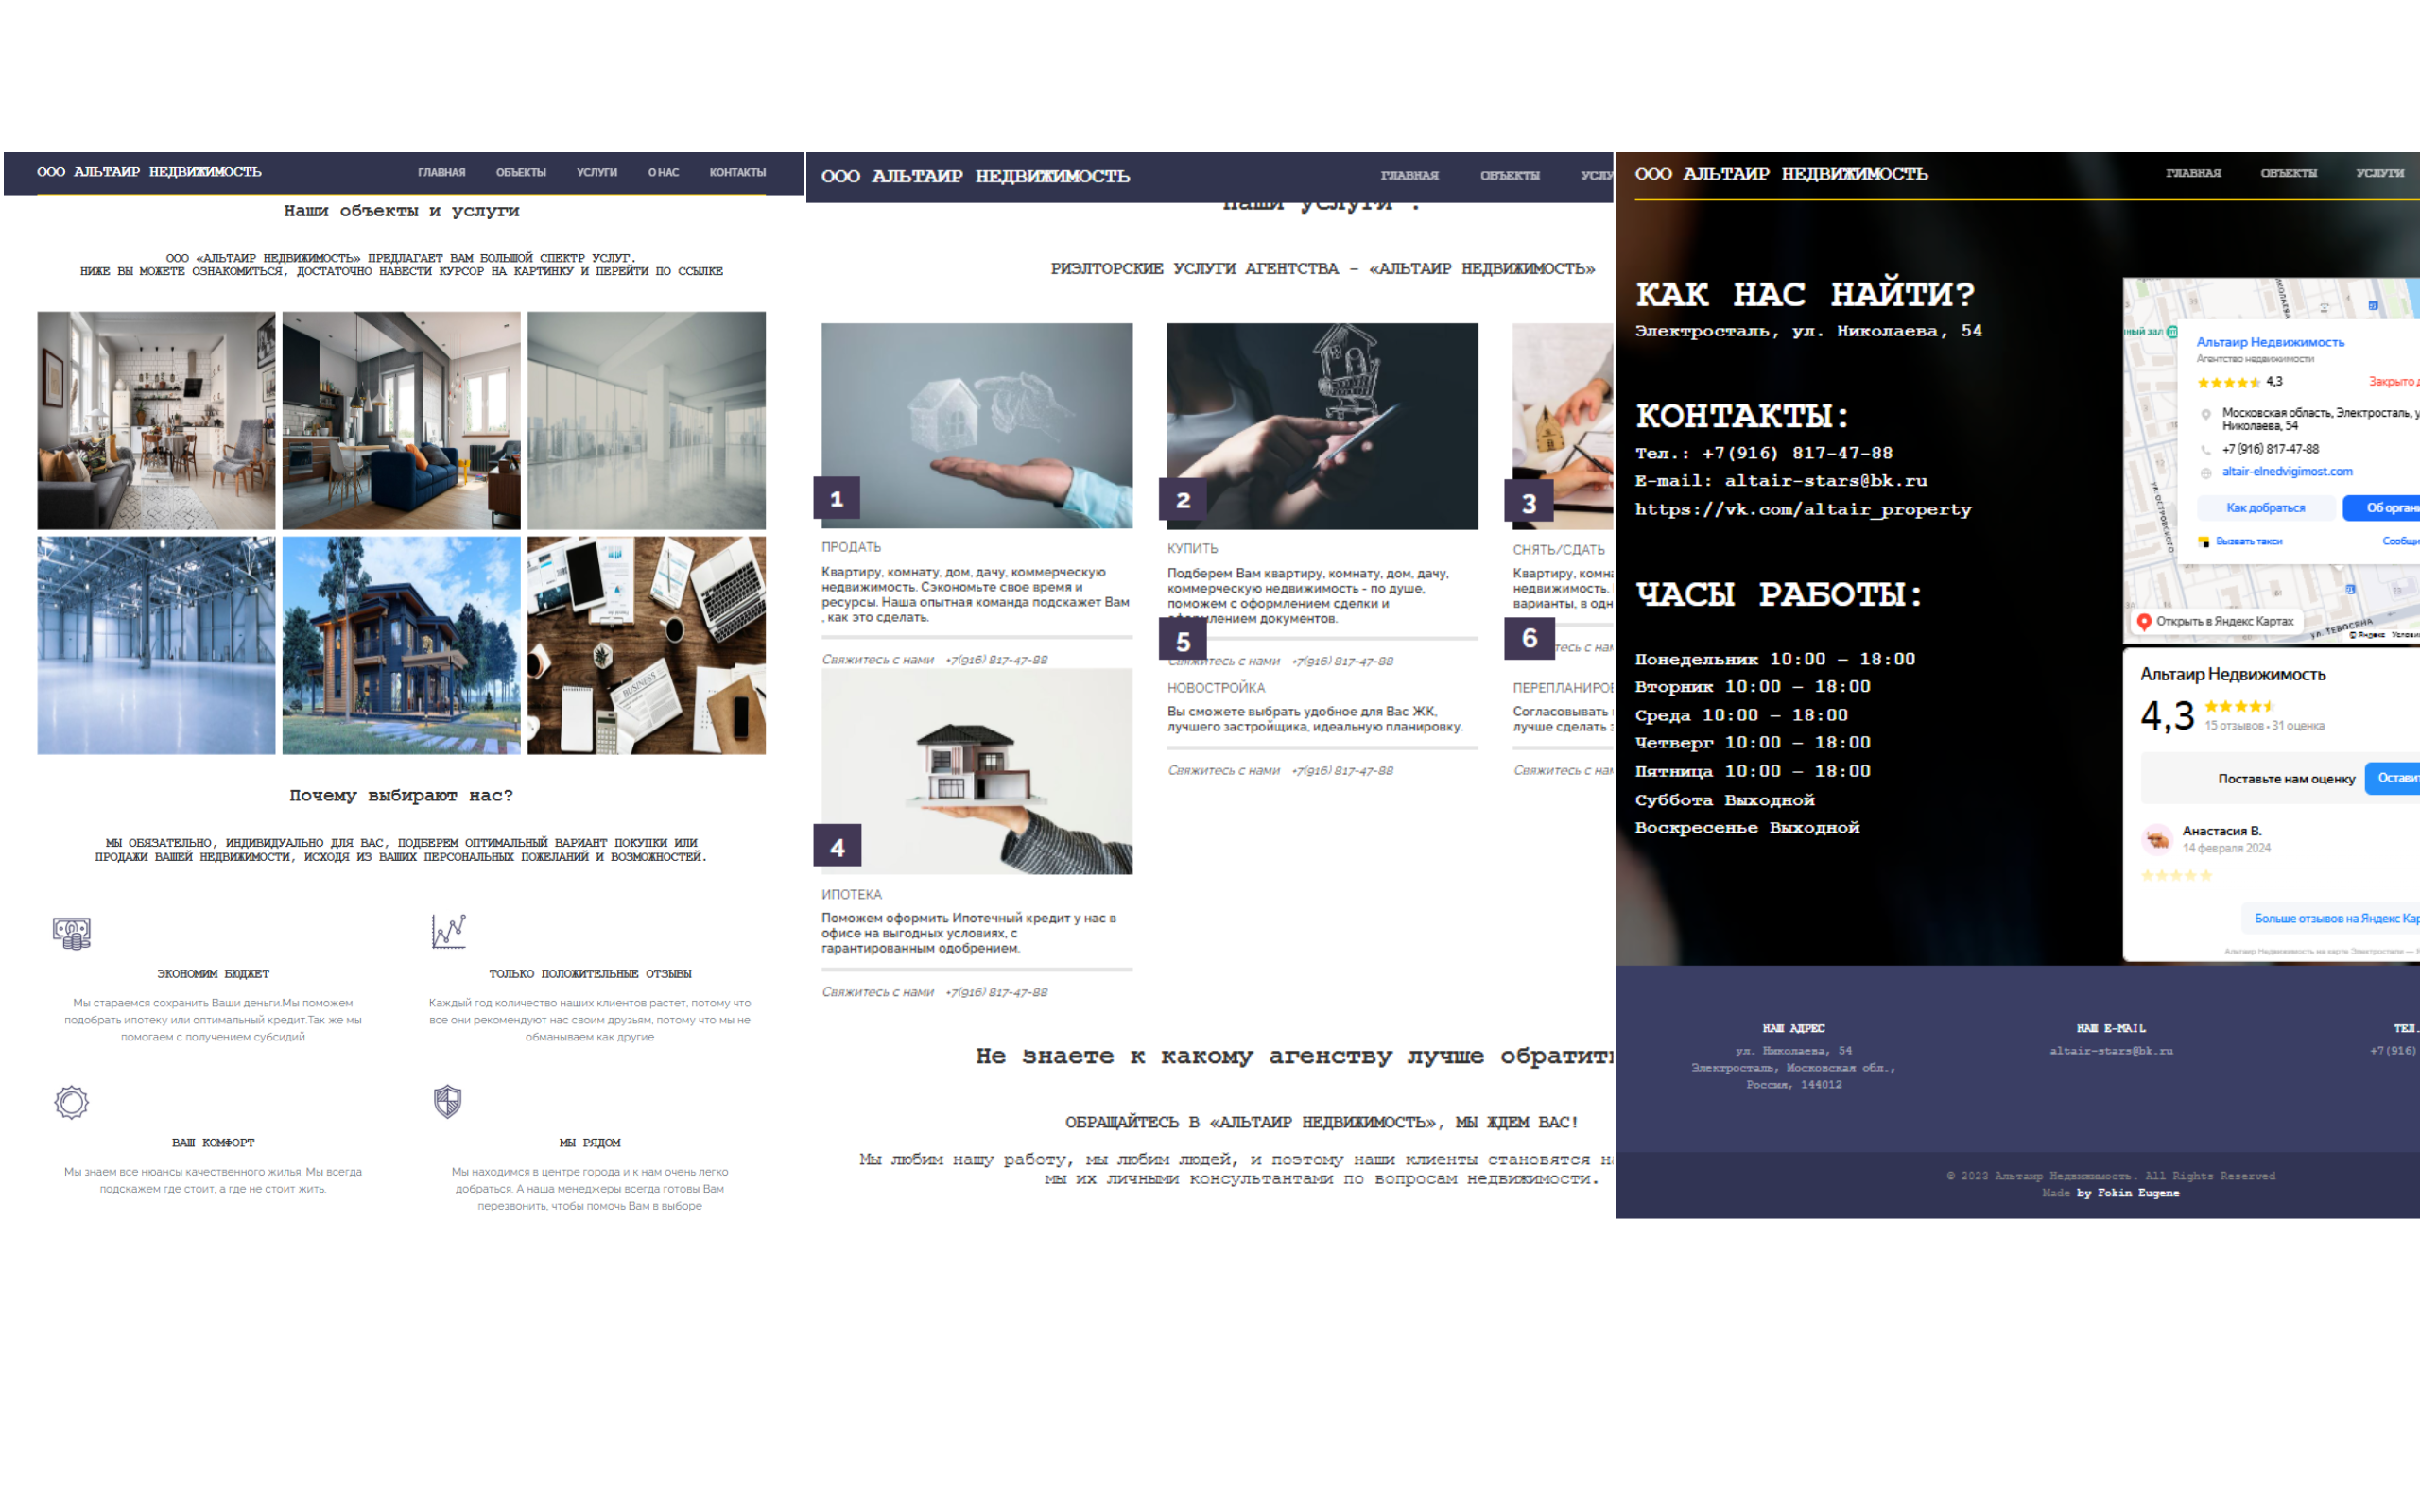 ООО АЛЬТАИР НЕДВИЖИМОСТЬ
ГЛАВНАЯ ОБЪЕКТЫ УСЛУГИ О НАС КОНТАКТЫ
Наши объекты и услуги
ООО «АЛЬТАИР НЕДВИЖИМОСТЬ» ПРЕДЛАГАЕТ ВАМ БОЛЬШОЙ СПЕКТР УСЛУГ.
НИЖЕ ВЫ МОЖЕТЕ ОЗНАКОМИТЬСЯ, ДОСТАТОЧНО НАВЕСТИ КУРСОР НА КАРТИНКУ И ПЕРЕЙТИ ПО ССЫЛКЕ
BUSINESS
Почему выбирают нас?
МЫ ОБЯЗАТЕЛЬНО, ИНДИВИДУАЛЬНО ДЛЯ ВАС, ПОДБЕРЕМ ОПТИМАЛЬНЫЙ ВАРИАНТ ПОКУПКИ ИЛИ
ПРОДАЖИ ВАШЕЙ НЕДВИЖИМОСТИ, ИСХОДЯ ИЗ ВАШИХ ПЕРСОНАЛЬНЫХ ПОЖЕЛАНИЙ И ВОЗМОЖНОСТЕЙ.
ЭКОНОМИМ БЮДЖЕТ
Мы стараемся сохранить Ваши деньги.Мы поможем
подобрать ипотеку или оптимальный кредит.Так же мы
помогаем с получением субсидий
ТОЛЬКО ПОЛОЖИТЕЛЬНЫЕ ОТЗЫВЫ
Каждый год количество наших клиентов растет, потому что
все они рекомендуют нас своим друзьям, потому что мы не
обманываем как другие
ВАШ КОМФОРТ
Мы знаем все нюансы качественного жилья. Мы всегда
подскажем где стоит, а где не стоит жить.
МЫ РЯДОМ
Мы находимся в центре города и к нам очень легко
добраться. А наша менеджеры всегда готовы Вам
перезвонить, чтобы помочь Вам в выборе
ООО АЛЬТАИР НЕДВИЖИМОСТЬ
ГЛАВНАЯ ОБЪЕКТЫ УСЛУ
Наши услуги :
РИЭЛТОРСКИЕ УСЛУГИ АГЕНТСТВА - «АЛЬТАИР НЕДВИЖИМОСТЬ»
1
ПРОДАТЬ
Квартиру, комнату, дом, дачу, коммерческую
недвижимость. Сэкономьте свое время и
ресурсы. Наша опытная команда подскажет Вам
, как это сделать.
Свяжитесь с нами +7(916) 817-47-88
2
КУПИТЬ
Подберем Вам квартиру, комнату, дом, дачу,
коммерческую недвижимость - по душе,
поможем с оформлением сделки и
оформлением документов.
Свяжитесь с нами +7(916) 817-47-88
3
СНЯТЬ/СДАТЬ
Квартиру, комн
недвижимость.
варианты, в одн
тесь с на
4
ИПОТЕКА
Поможем оформить Ипотечный кредит у нас в
офисе на выгодных условиях, с
гарантированным одобрением.
Свяжитесь с нами +7(916) 817-47-88
5
НОВОСТРОЙКА
Вы сможете выбрать удобное для Вас ЖК,
лучшего застройщика, идеальную планировку.
Свяжитесь с нами +7(916) 817-47-88
6
ПЕРЕПЛАНИРО
Согласовывать
лучше сделать
Свяжитесь с на
Не знаете к какому агенству лучше обратит
ОБРАЩАЙТЕСЬ В «АЛЬТАИР НЕДВИЖИМОСТЬ», МЫ ЖДЕМ ВАС!
Мы любим нашу работу, мы любим людей, и поэтому наши клиенты становятся н
мы их личными консультантами по вопросам недвижимости.
ООО АЛЬТАИР НЕДВИЖИМОСТЬ
ГЛАВНАЯ ОБЪЕКТЫ УСЛУГИ
КАК НАС НАЙТИ?
Электросталь, ул. Николаева, 54
КОНТАКТЫ:
Тел.: +7(916) 817-47-88
E-mail: altair-stars@bk.ru
https://vk.com/altair_property
ЧАСЫ РАБОТЫ:
Понедельник 10:00 – 18:00
Вторник 10:00 – 18:00
Среда 10:00 – 18:00
Четверг 10:00 – 18:00
Пятница 10:00 – 18:00
Суббота Выходной
Воскресенье Выходной
ный зал
Альтаир Недвижимость
Агентство недвижимости
4,3
Закрыто
Московская область, Электросталь, у
Николаева, 54
+7 (916) 817-47-88
altair-elnedvigimost.com
Как добраться
Об органи
Вызвать такси
Сообщи
Открыть в Яндекс Картах
УЛ. ТЕВОСЯНА
© Яндекс Услови
Альтаир Недвижимость
4,3
15 отзывов • 31 оценка
Поставьте нам оценку
Остави
Анастасия В.
14 февраля 2024
Больше отзывов на Яндекс Кар
Альтаир Недвижимость на карте Электростали —
НАШ АДРЕС
ул. Николаева, 54
Электросталь, Московская обл.,
Россия, 144012
НАШ E-MAIL
altair-stars@bk.ru
ТЕЛ.
+7(916)
© 2023 Альтаир Недвижимость. All Rights Reserved
Made by Fokin Eugene